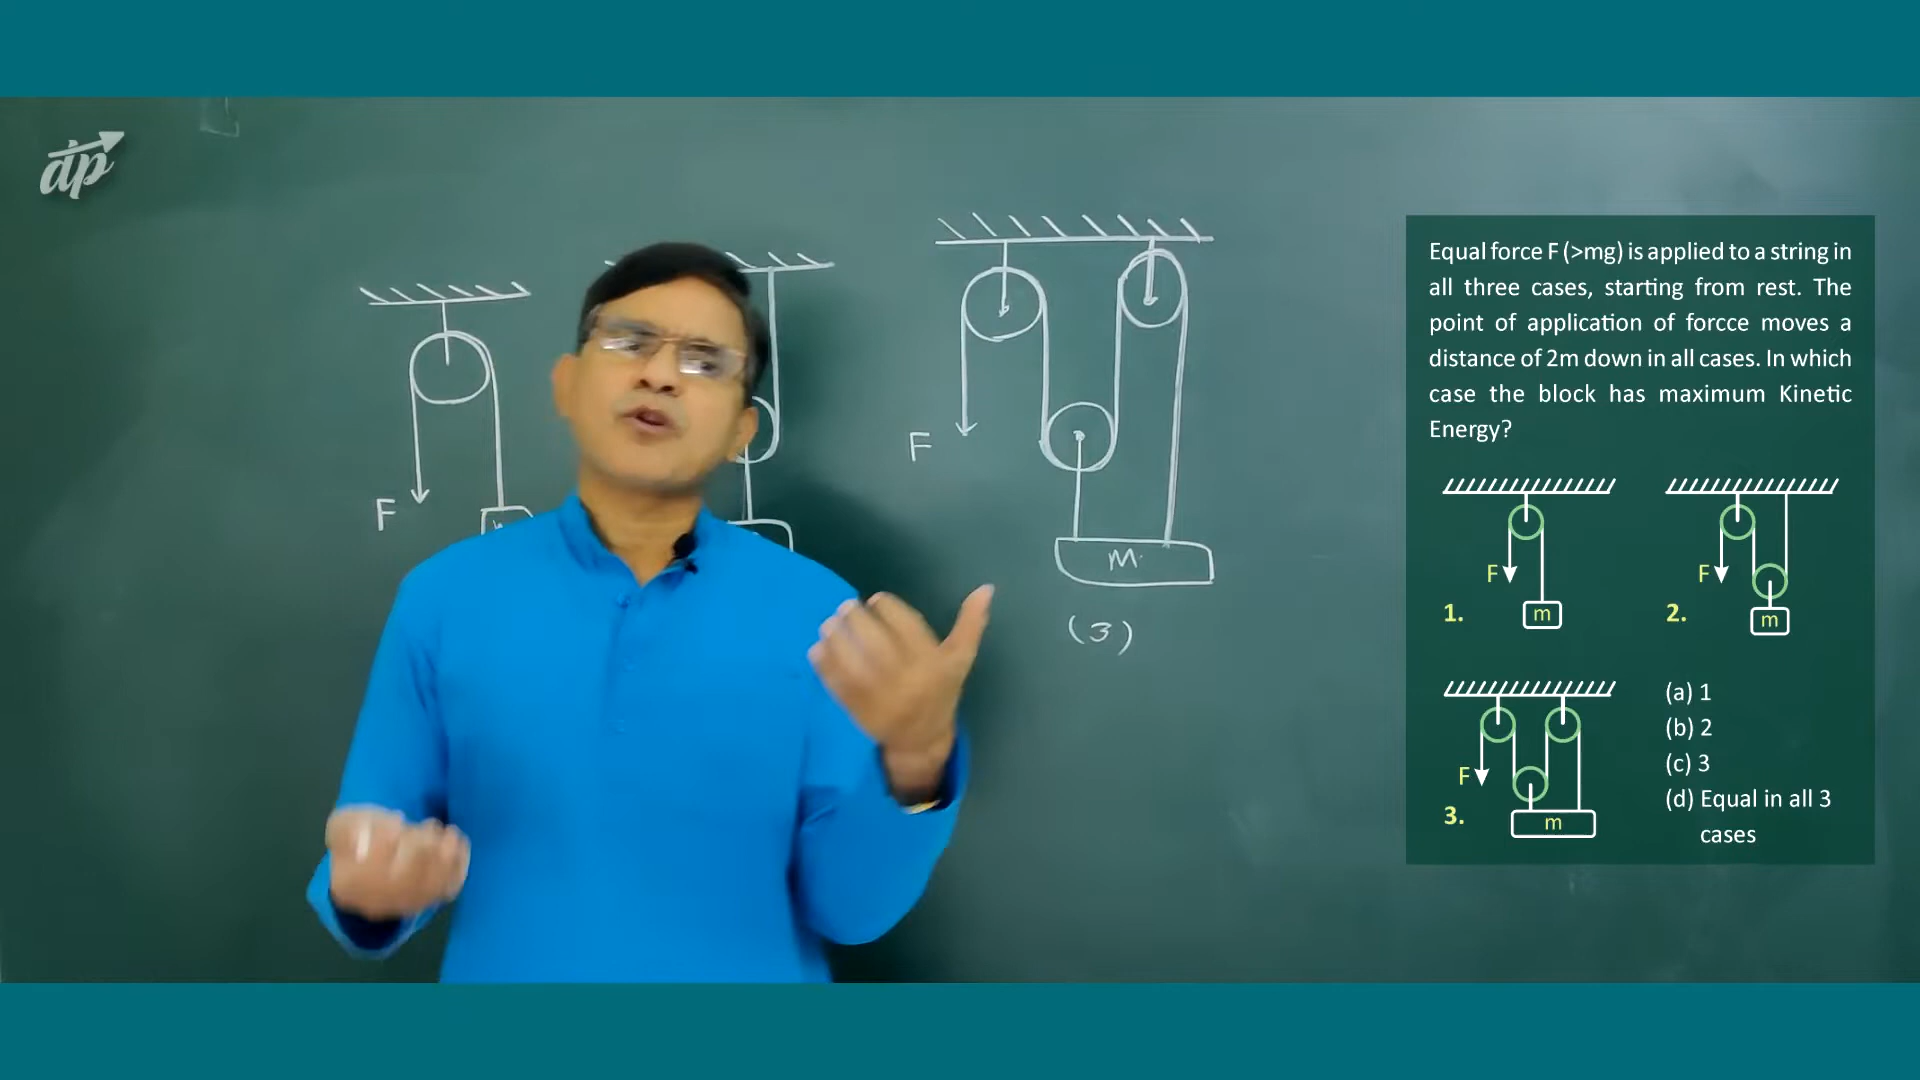 dp
F
F
M
(3)
Equal force F (>mg) is applied to a string in
all three cases, starting from rest. The
point of application of forcce moves a
distance of 2m down in all cases. In which
case the block has maximum Kinetic
Energy?
F
1.
m
F
2.
m
F
3.
m
(a) 1
(b) 2
(c) 3
(d) Equal in all 3
cases